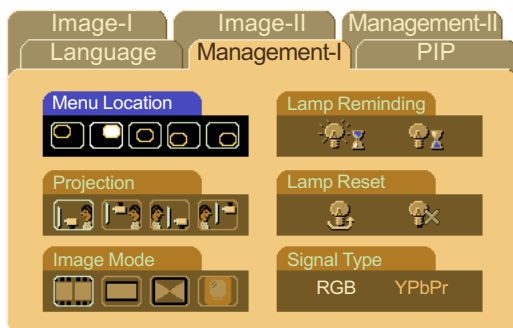 Image-I
Image-II
Management-II
Language
Management-I
PIP
Menu Location
Lamp Reminding
Projection
Lamp Reset
Image Mode
Signal Type
RGB
YPbPr